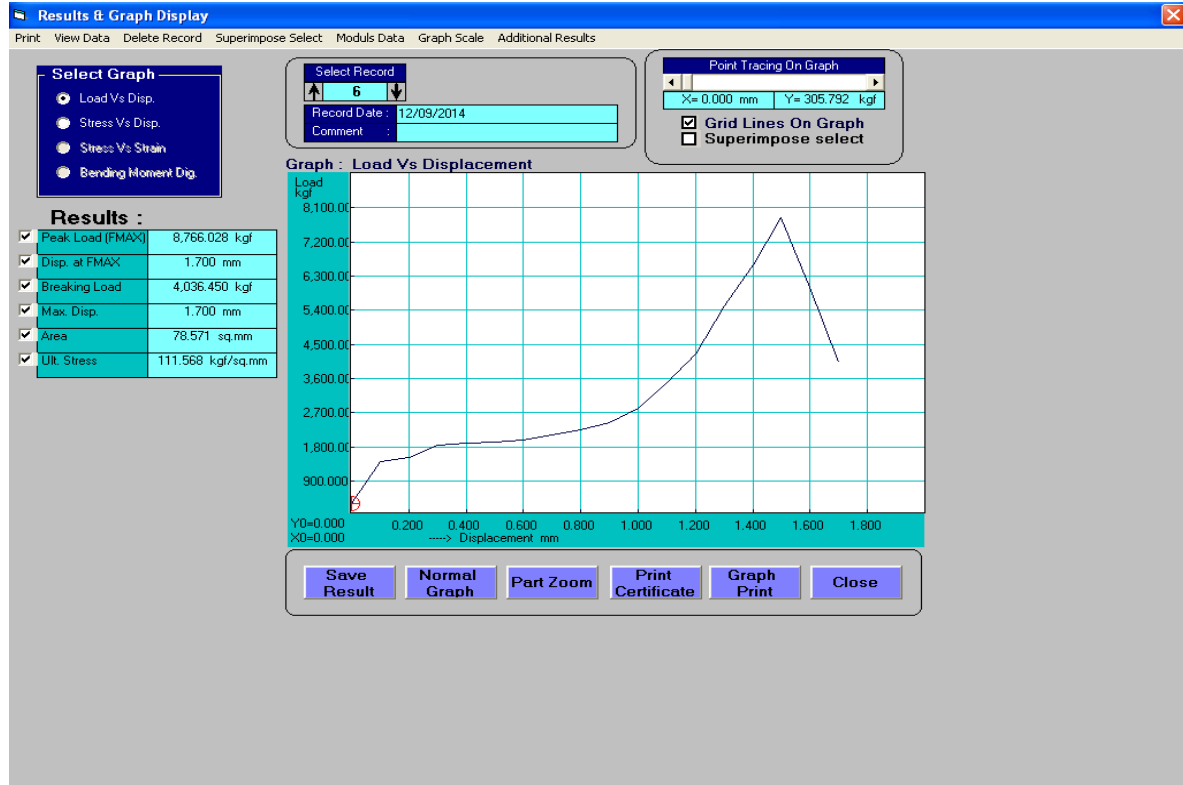 Results & Graph Display
Print View Data Delete Record Superimpose Select Moduls Data Graph Scale Additional Results
Select Graph
Load Vs Disp.
Stress Vs Disp.
Stress Vs Strain
Bending Moment Dig.
Select Record
6
Record Date : 12/09/2014
Comment :
Point Tracing On Graph
X= 0.000 mm Y= 305.792 kgf
Grid Lines On Graph
Superimpose select
Results :
Peak Load (FMAX) 8,766.028 kgf
Disp. at FMAX 1.700 mm
Breaking Load 4,036.450 kgf
Max. Disp. 1.700 mm
Area 78.571 sq.mm
Ult. Stress 111.568 kgf/sq.mm
Graph : Load Vs Displacement
Load
kgf
8,100.00
7,200.00
6,300.00
5,400.00
4,500.00
3,600.00
2,700.00
1,800.00
900.000
Y0=0.000
X0=0.000
0.200 0.400 0.600 0.800 1.000 1.200 1.400 1.600 1.800
----> Displacement mm
Save Result
Normal Graph
Part Zoom
Print Certificate
Graph Print
Close